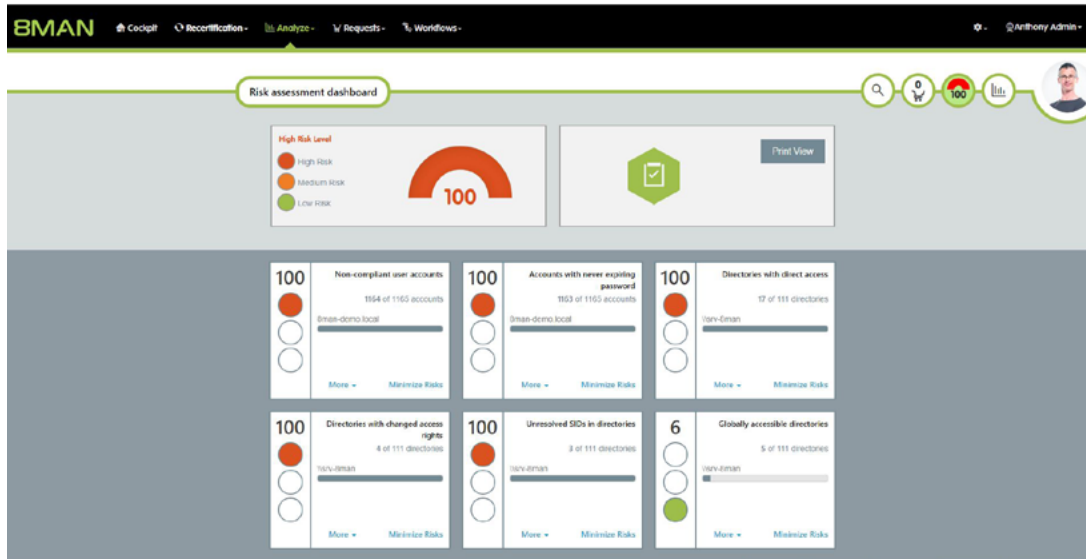 8MAN
Cockpit Recertification Analyze Requests Workflows Anthony Admin
Risk assessment dashboard
0
100
High Risk Level
High Risk
Medium Risk
Low Risk
100
Print View
100
Non-compliant user accounts
1164 of 1165 accounts
8man-demo.local
More Minimize Risks
100
Accounts with never expiring
password
1163 of 1165 accounts
8man-demo.local
More Minimize Risks
100
Directories with direct access
17 of 111 directories
\\srv-8man
More Minimize Risks
100
Directories with changed access
rights
4 of 111 directories
\\srv-8man
More Minimize Risks
100
Unresolved SIDs in directories
3 of 111 directories
\\srv-8man
More Minimize Risks
6
Globally accessible directories
5 of 111 directories
\\srv-8man
More Minimize Risks